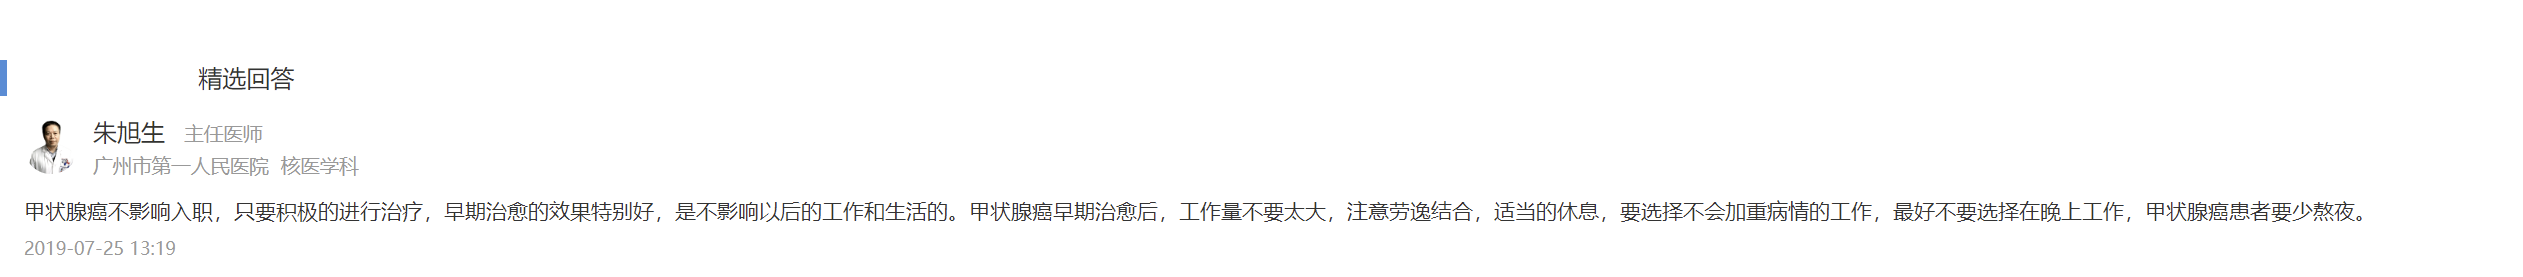 精选回答
朱旭生 主任医师
广州市第一人民医院 核医学科
甲状腺癌不影响入职，只要积极的进行治疗，早期治愈的效果特别好，是不影响以后的工作和生活的。甲状腺癌早期治愈后，工作量不要太大，注意劳逸结合，适当的休息，要选择不会加重病情的工作，最好不要选择在晚上工作，甲状腺癌患者要少熬夜。
2019-07-25 13:19